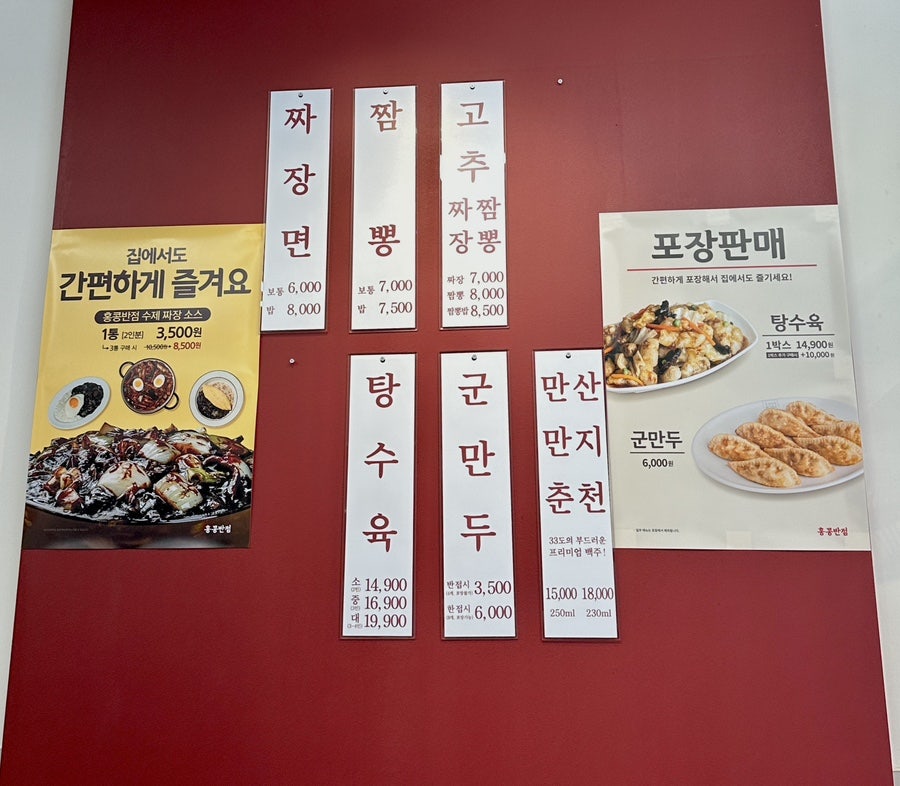 짜장면
보통 6,000
밥 8,000
짬뽕
보통 7,000
밥 7,500
고추
짜장 짬뽕
짜장 7,000
짬뽕 8,000
짬뽕밥 8,500
집에서도
간편하게 즐겨요
홍콩반점 수제 짜장 소스
1통 (2인분) 3,500원
3통 구매 시 10,500원 8,500원
홍콩반점
탕수육
소 14,900
중 16,900
대 19,900
군만두
반접시 3,500
한접시 6,000
만만춘 산지천
33도의 부드러운
프리미엄 백주!
15,000 18,000
250ml 230ml
포장판매
간편하게 포장해서 집에서도 즐기세요!
탕수육
1박스 14,900원
1박스 추가 구매시 +10,000원
군만두
6,000원
홍콩반점